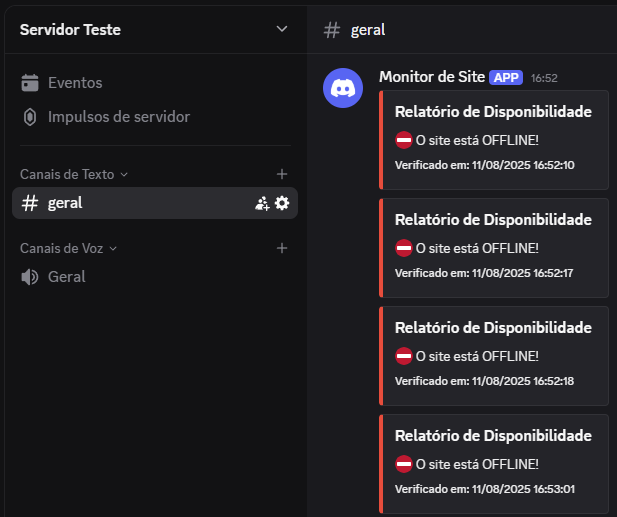 Servidor Teste
Eventos
Impulsos de servidor
Canais de Texto
geral
Canais de Voz
Geral
geral
Monitor de Site APP 16:52
Relatório de Disponibilidade
O site está OFFLINE!
Verificado em: 11/08/2025 16:52:10
Relatório de Disponibilidade
O site está OFFLINE!
Verificado em: 11/08/2025 16:52:17
Relatório de Disponibilidade
O site está OFFLINE!
Verificado em: 11/08/2025 16:52:18
Relatório de Disponibilidade
O site está OFFLINE!
Verificado em: 11/08/2025 16:53:01